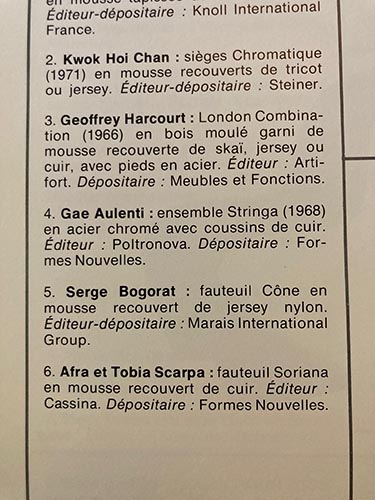 en mousse tapissée
Éditeur-dépositaire : Knoll International
France.
2. Kwok Hoi Chan : sièges Chromatique
(1971) en mousse recouverts de tricot
ou jersey. Éditeur-dépositaire : Steiner.
3. Geoffrey Harcourt : London Combina-
tion (1966) en bois moulé garni de
mousse recouverte de skaï, jersey ou
cuir, avec pieds en acier. Éditeur : Arti-
fort. Dépositaire : Meubles et Fonctions.
4. Gae Aulenti : ensemble Stringa (1968)
en acier chromé avec coussins de cuir.
Éditeur : Poltronova. Dépositaire : For-
mes Nouvelles.
5. Serge Bogorat : fauteuil Cône en
mousse recouvert de jersey nylon.
Éditeur-dépositaire : Marais International
Group.
6. Afra et Tobia Scarpa : fauteuil Soriana
en mousse recouvert de cuir. Éditeur :
Cassina. Dépositaire : Formes Nouvelles.